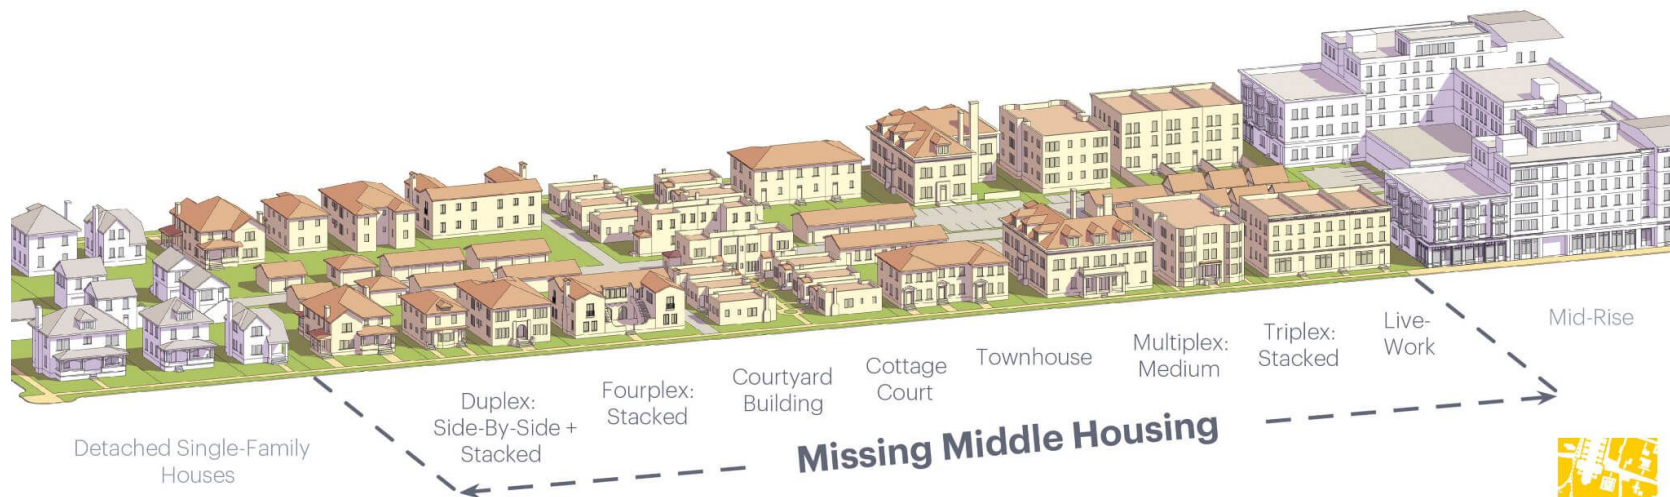 Detached Single-Family
Houses
Duplex:
Side-By-Side +
Stacked
Fourplex:
Stacked
Courtyard
Building
Cottage
Court
Townhouse
Multiplex:
Medium
Triplex:
Stacked
Live-
Work
Mid-Rise
Missing Middle Housing